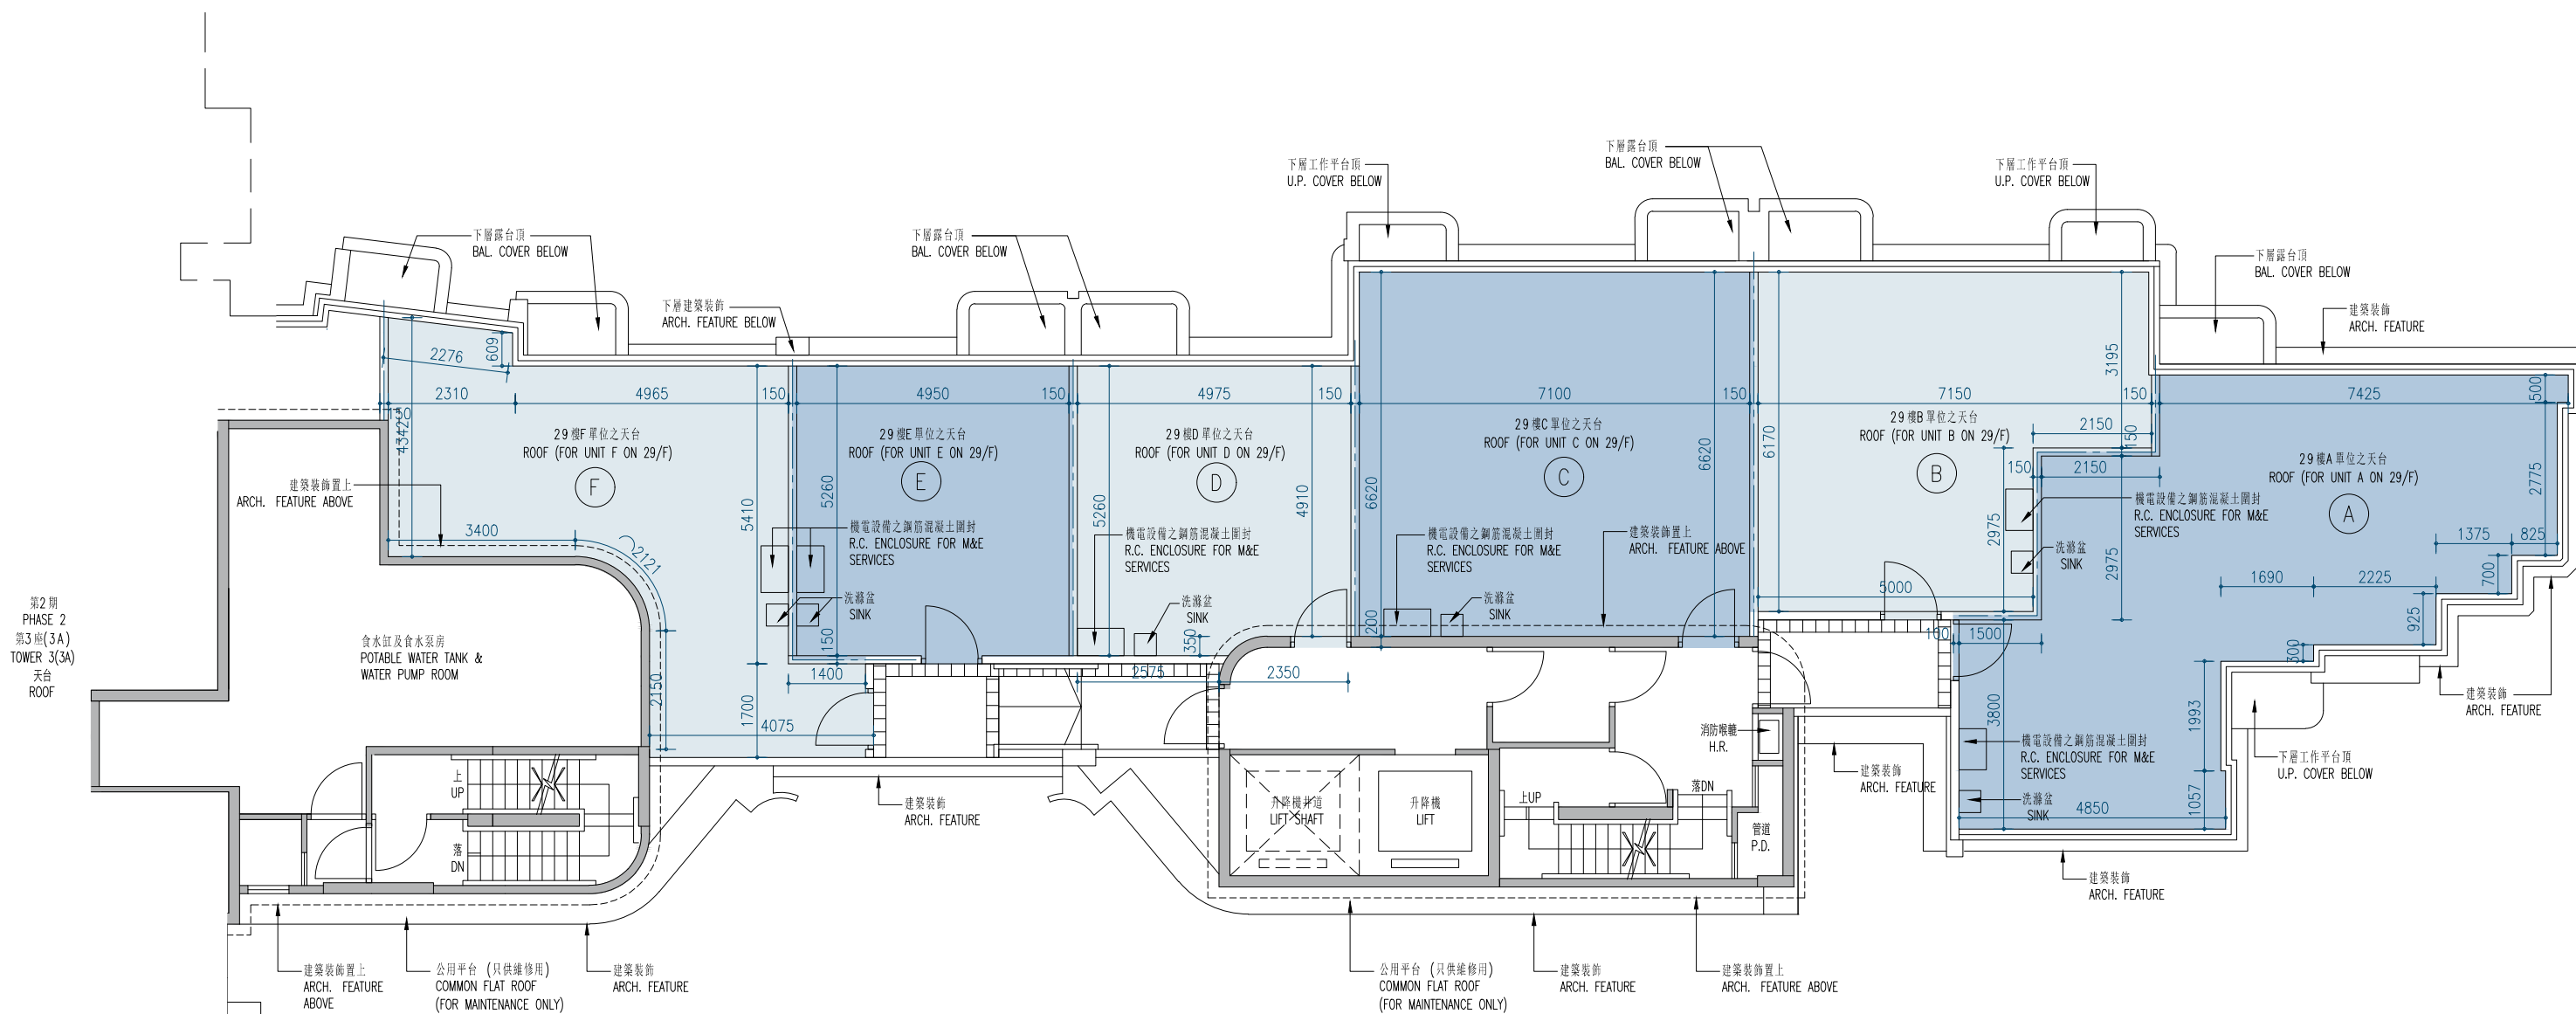 下層工作平台頂
U.P. COVER BELOW
下層露台頂
BAL. COVER BELOW
下層工作平台頂
U.P. COVER BELOW
下層露台頂
BAL. COVER BELOW
下層露台頂
BAL. COVER BELOW
下層露台頂
BAL. COVER BELOW
下層建築裝飾
ARCH. FEATURE BELOW
建築裝飾
ARCH. FEATURE
2276
609
3195
500
2310
4965
150
4950
150
4975
150
7100
150
7150
150
7425
150
43425
29樓F單位之天台
ROOF (FOR UNIT F ON 29/F)
F
29樓E單位之天台
ROOF (FOR UNIT E ON 29/F)
E
29樓D單位之天台
ROOF (FOR UNIT D ON 29/F)
D
29樓C單位之天台
ROOF (FOR UNIT C ON 29/F)
C
29樓B單位之天台
ROOF (FOR UNIT B ON 29/F)
B
29樓A單位之天台
ROOF (FOR UNIT A ON 29/F)
A
2150
150
150
2150
2775
建築裝飾置上
ARCH. FEATURE ABOVE
3400
2121
5410
5260
5260
4910
6620
6620
6170
2975
2975
機電設備之鋼筋混凝土圍封
R.C. ENCLOSURE FOR M&E
SERVICES
機電設備之鋼筋混凝土圍封
R.C. ENCLOSURE FOR M&E
SERVICES
機電設備之鋼筋混凝土圍封
R.C. ENCLOSURE FOR M&E
SERVICES
建築裝飾置上
ARCH. FEATURE ABOVE
機電設備之鋼筋混凝土圍封
R.C. ENCLOSURE FOR M&E
SERVICES
1375
825
700
洗滌盆
SINK
5000
1690
2225
925
洗滌盆
SINK
洗滌盆
SINK
洗滌盆
SINK
第2期
PHASE 2
第3座(3A)
TOWER 3(3A)
天台
ROOF
食水缸及食水泵房
POTABLE WATER TANK &
WATER PUMP ROOM
150
350
200
100
1500
300
2150
1700
1400
2575
2350
4075
3800
1993
建築裝飾
ARCH. FEATURE
消防喉轆
H.R.
機電設備之鋼筋混凝土圍封
R.C. ENCLOSURE FOR M&E
SERVICES
下層工作平台頂
U.P. COVER BELOW
上
UP
建築裝飾
ARCH. FEATURE
升降機井道
LIFT SHAFT
升降機
LIFT
上UP
落DN
建築裝飾
ARCH. FEATURE
洗滌盆
SINK
4850
1057
落
DN
管道
P.D.
建築裝飾
ARCH. FEATURE
建築裝飾置上
ARCH. FEATURE
ABOVE
公用平台 (只供維修用)
COMMON FLAT ROOF
(FOR MAINTENANCE ONLY)
建築裝飾
ARCH. FEATURE
公用平台 (只供維修用)
COMMON FLAT ROOF
(FOR MAINTENANCE ONLY)
建築裝飾
ARCH. FEATURE
建築裝飾置上
ARCH. FEATURE ABOVE